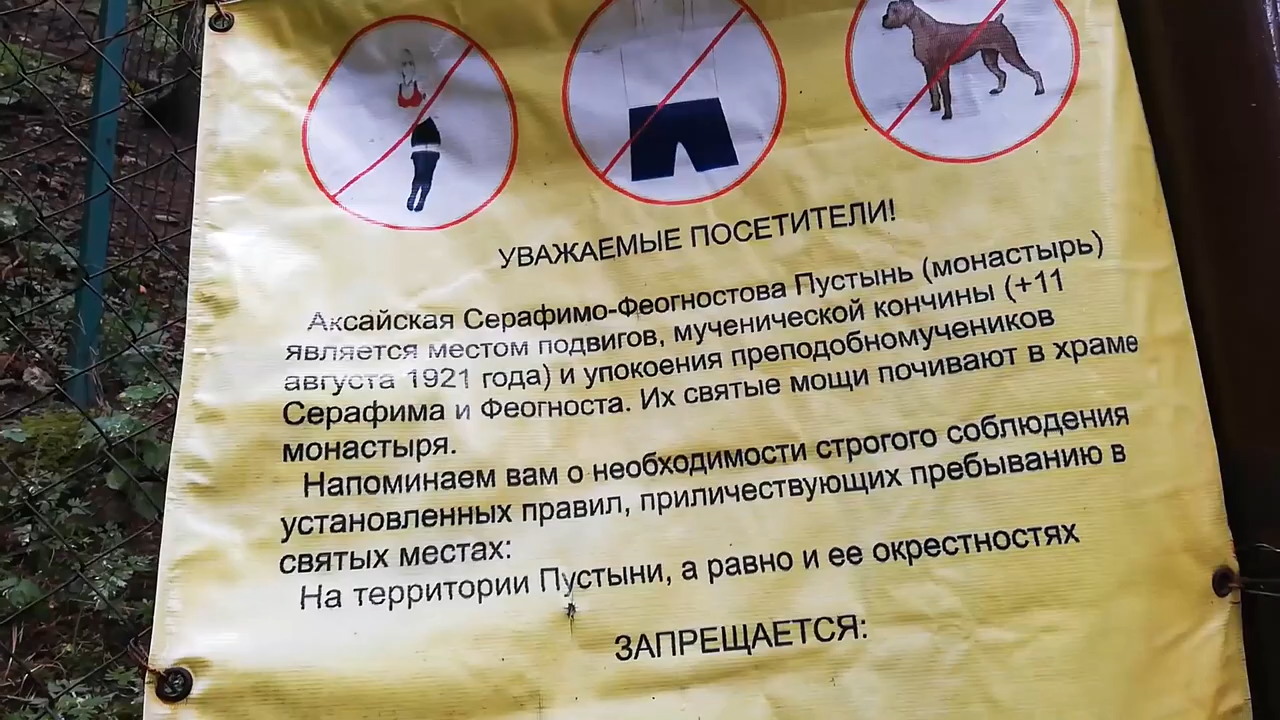 УВАЖАЕМЫЕ ПОСЕТИТЕЛИ!
Аксайская Серафимо-Феогностова Пустынь (монастырь)
является местом подвигов, мученической кончины (+11
августа 1921 года) и упокоения преподобномучеников
Серафима и Феогноста. Их святые мощи почивают в храме
монастыря.
Напоминаем вам о необходимости строгого соблюдения
установленных правил, приличествующих пребыванию в
святых местах:
На территории Пустыни, а равно и ее окрестностях
ЗАПРЕЩАЕТСЯ: